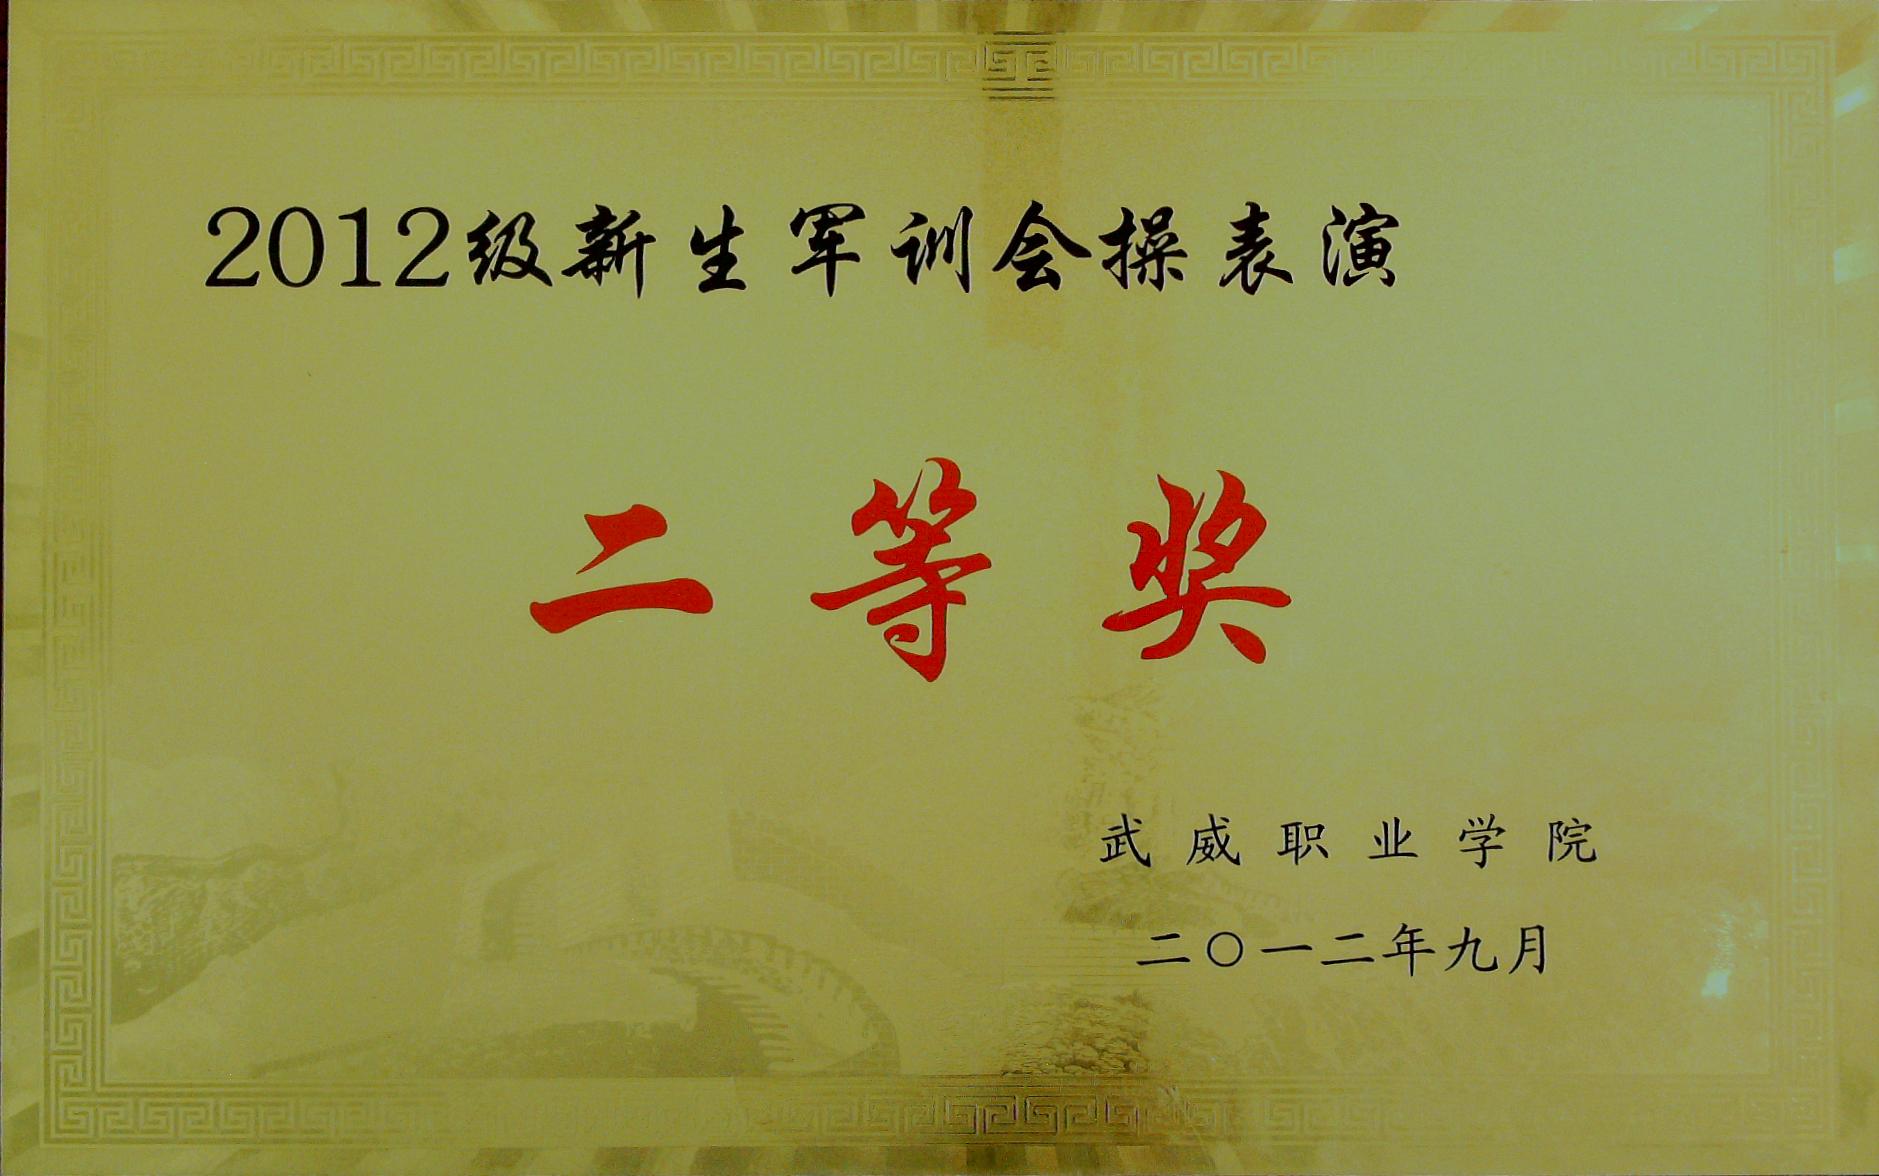 2012级新生军训会操表演
二等奖
武威职业学院
二〇一二年九月